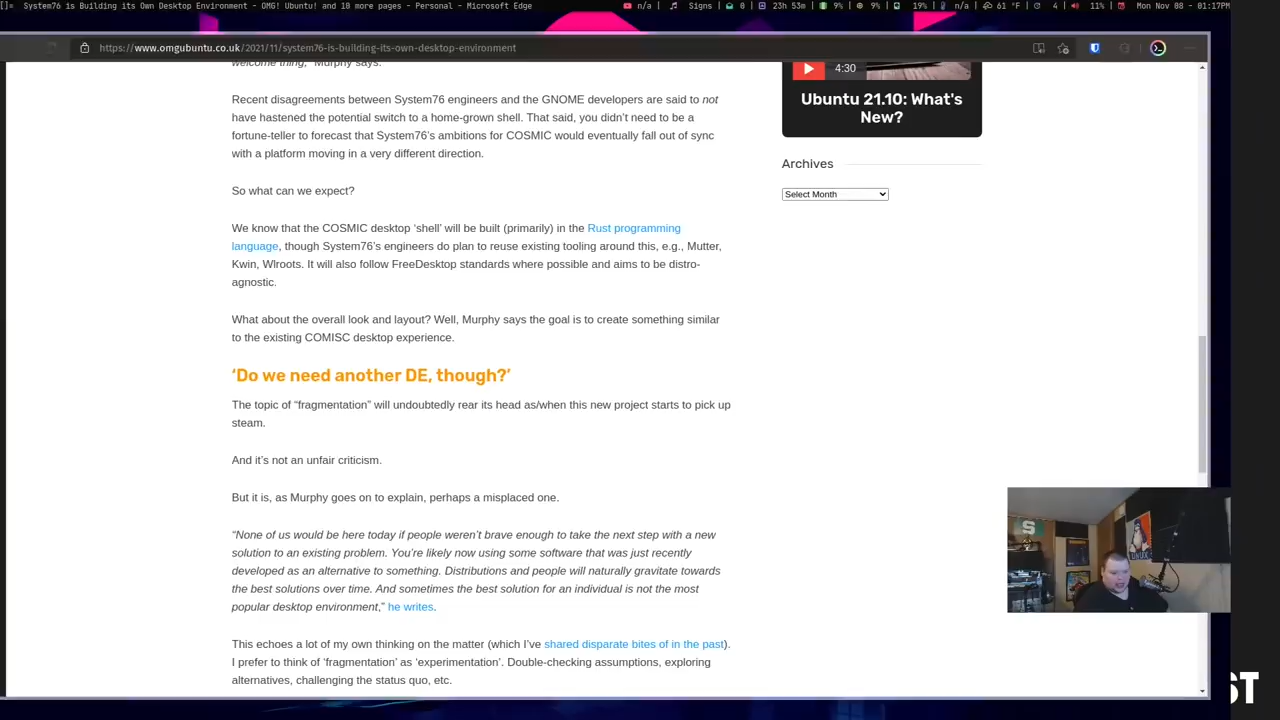 []= System76 is Building its Own Desktop Environment - OMG! Ubuntu! and 18 more pages - Personal - Microsoft Edge
n/a Signs 0 23h 53m 9% 9% 19% n/a 61 °F 4 11% Mon Nov 08 - 01:17PM
https://www.omgubuntu.co.uk/2021/11/system76-is-building-its-own-desktop-environment
welcome thing," Murphy says.
Recent disagreements between System76 engineers and the GNOME developers are said to not
have hastened the potential switch to a home-grown shell. That said, you didn't need to be a
fortune-teller to forecast that System76's ambitions for COSMIC would eventually fall out of sync
with a platform moving in a very different direction.
So what can we expect?
We know that the COSMIC desktop ‘shell’ will be built (primarily) in the Rust programming
language, though System76’s engineers do plan to reuse existing tooling around this, e.g., Mutter,
Kwin, Wlroots. It will also follow FreeDesktop standards where possible and aims to be distro-
agnostic.
What about the overall look and layout? Well, Murphy says the goal is to create something similar
to the existing COMISC desktop experience.
‘Do we need another DE, though?’
The topic of “fragmentation” will undoubtedly rear its head as/when this new project starts to pick up
steam.
And it’s not an unfair criticism.
But it is, as Murphy goes on to explain, perhaps a misplaced one.
“None of us would be here today if people weren’t brave enough to take the next step with a new
solution to an existing problem. You’re likely now using some software that was just recently
developed as an alternative to something. Distributions and people will naturally gravitate towards
the best solutions over time. And sometimes the best solution for an individual is not the most
popular desktop environment,” he writes.
This echoes a lot of my own thinking on the matter (which I’ve shared disparate bites of in the past).
I prefer to think of ‘fragmentation’ as ‘experimentation’. Double-checking assumptions, exploring
alternatives, challenging the status quo, etc.
4:30
Ubuntu 21.10: What's
New?
Archives
Select Month
S
ST